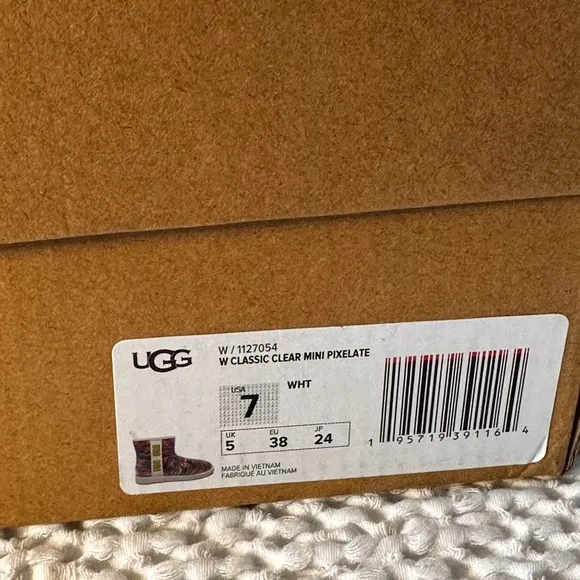 UGG
W / 1127054
W CLASSIC CLEAR MINI PIXELATE
USA
7
WHT
UK EU JP
5 38 24
MADE IN VIETNAM
FABRIQUÉ AU VIETNAM
1 95719 39116 4